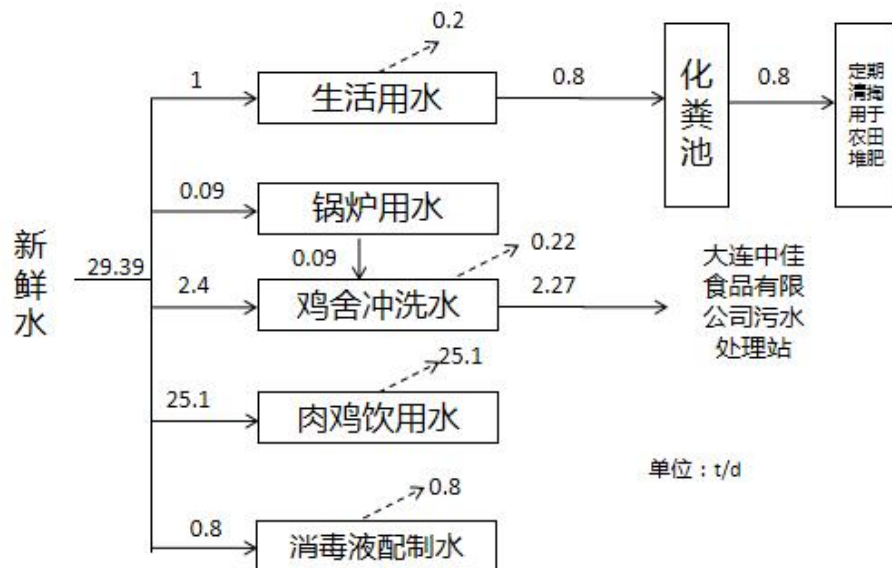 0.2
1
生活用水
0.8
化粪池
0.8
定期
清掏
用于
农田
堆肥
0.09
锅炉用水
新鲜水
29.39
0.09
0.22
2.4
鸡舍冲洗水
2.27
大连中佳
食品有限
公司污水
处理站
25.1
25.1
肉鸡饮用水
单位：t/d
0.8
0.8
消毒液配制水